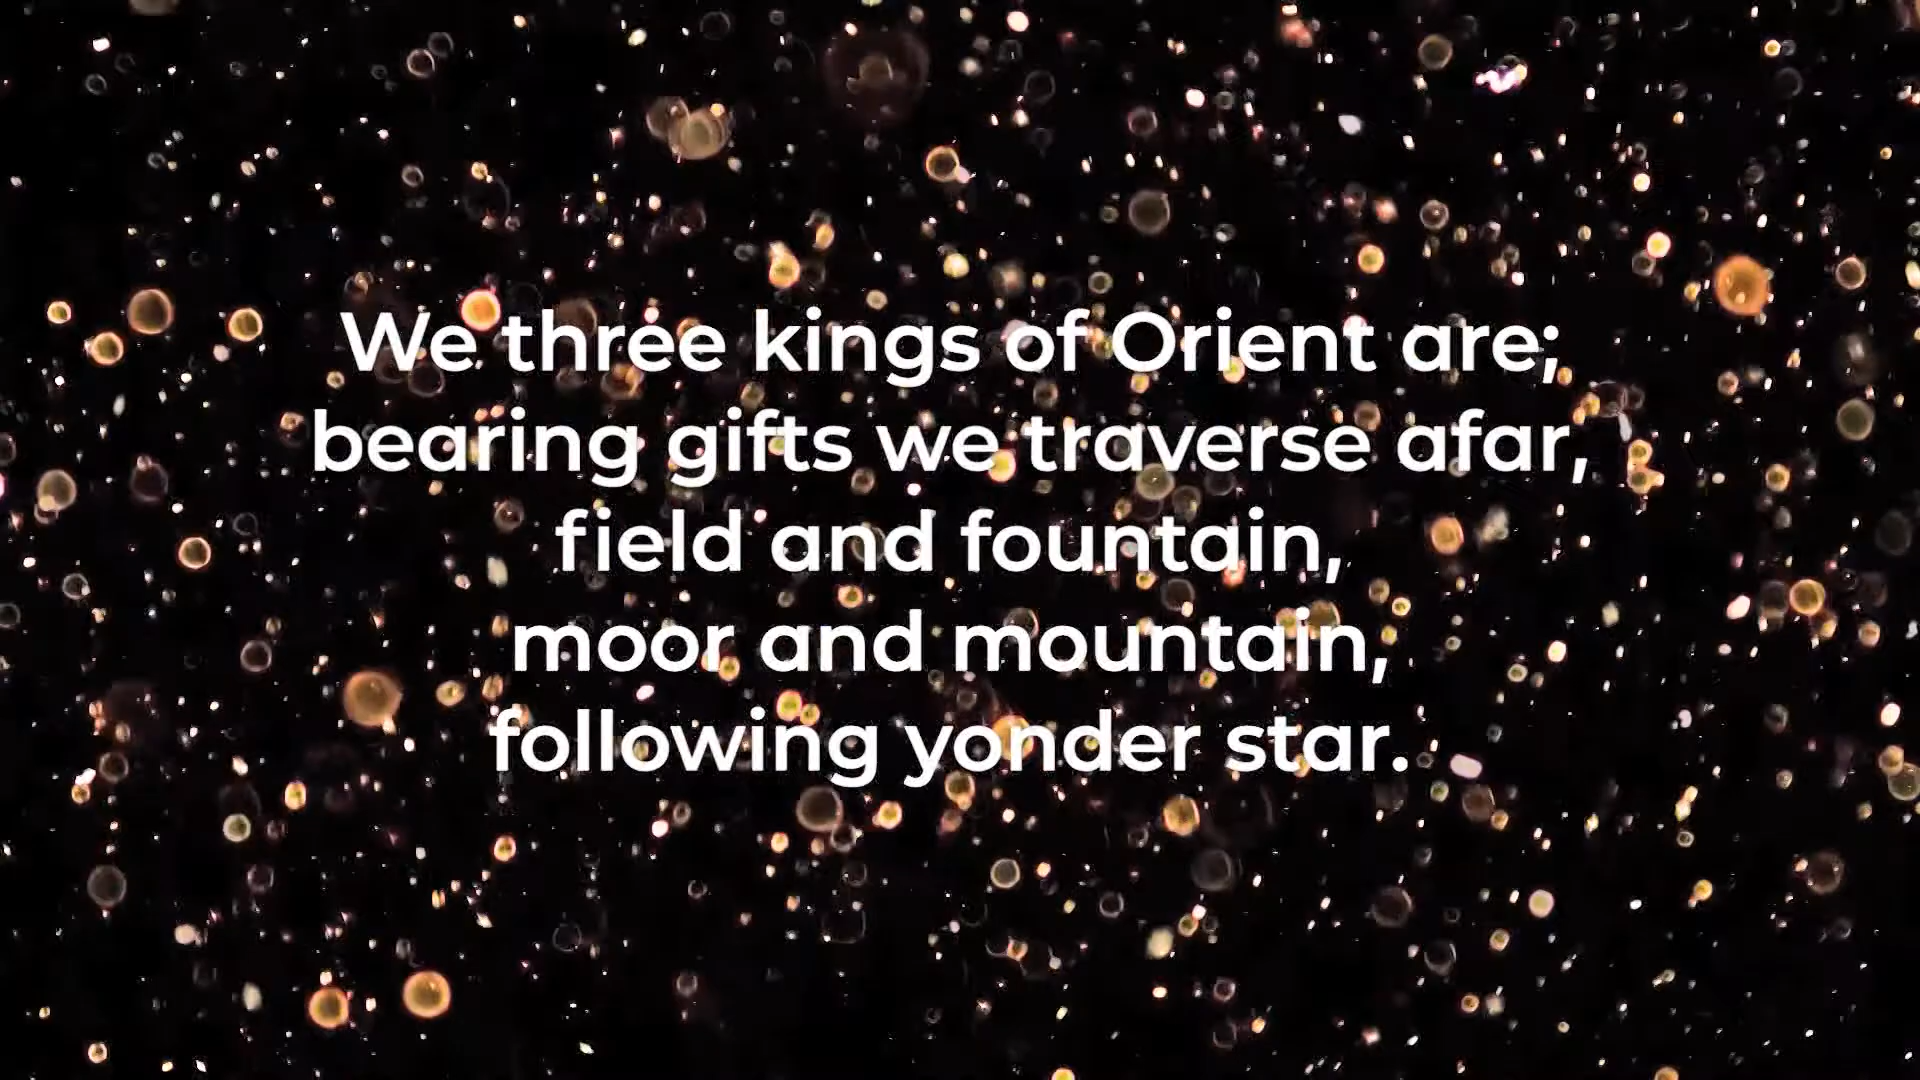 We three kings of Orient are;
bearing gifts we traverse afar,
field and fountain,
moor and mountain,
following yonder star.